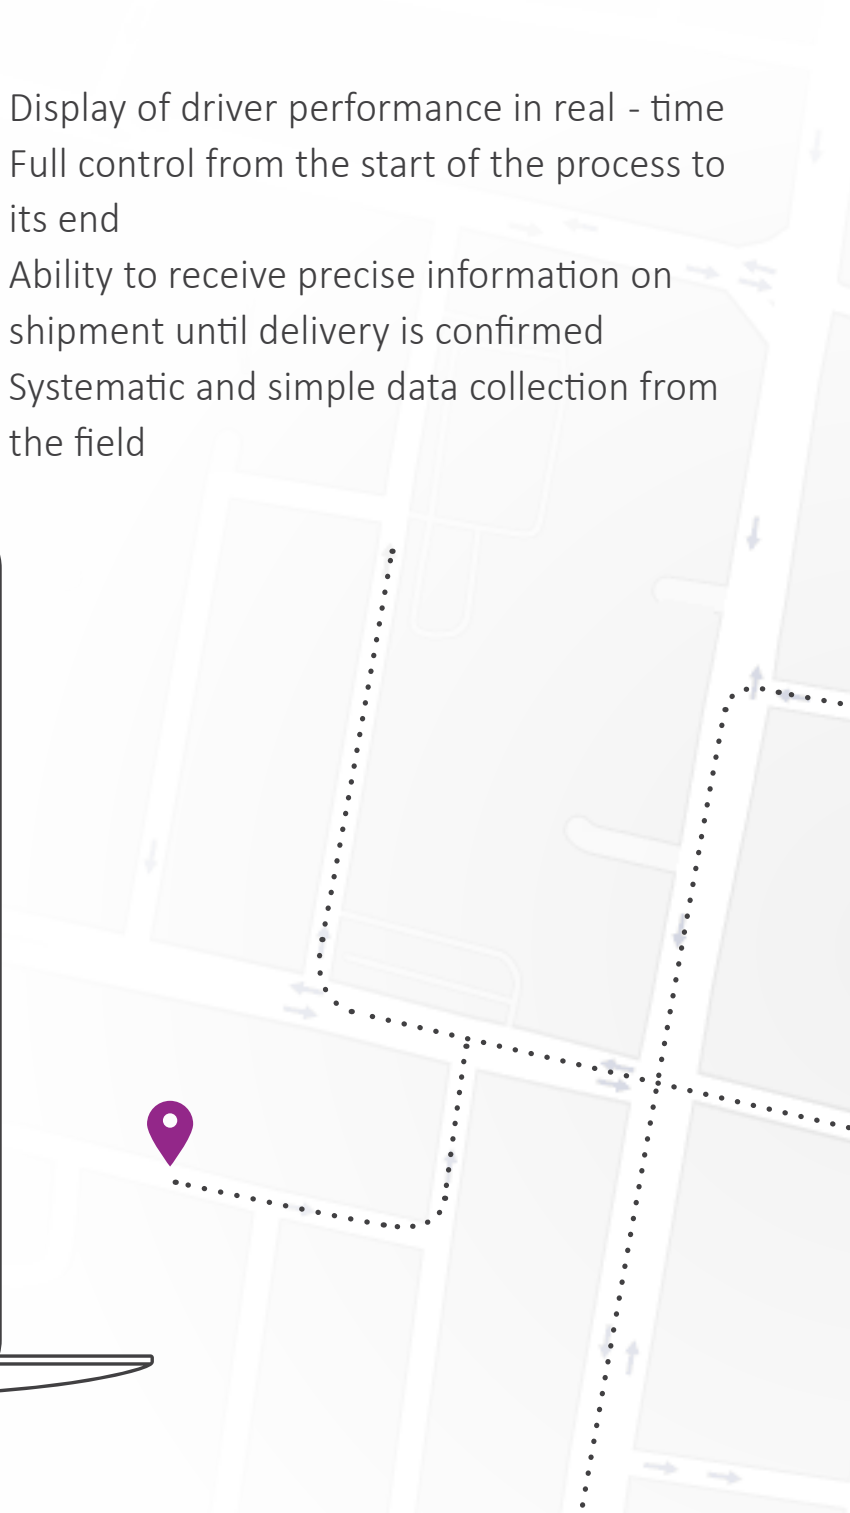 Display of driver performance in real - time
Full control from the start of the process to
its end
Ability to receive precise information on
shipment until delivery is confirmed
Systematic and simple data collection from
the field